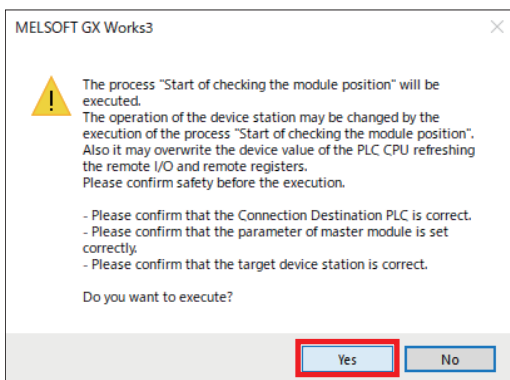 MELSOFT GX Works3
The process "Start of checking the module position" will be
executed.
The operation of the device station may be changed by the
execution of the process "Start of checking the module position".
Also it may overwrite the device value of the PLC CPU refreshing
the remote I/O and remote registers.
Please confirm safety before the execution.
- Please confirm that the Connection Destination PLC is correct.
- Please confirm that the parameter of master module is set
correctly.
- Please confirm that the target device station is correct.
Do you want to execute?
Yes No